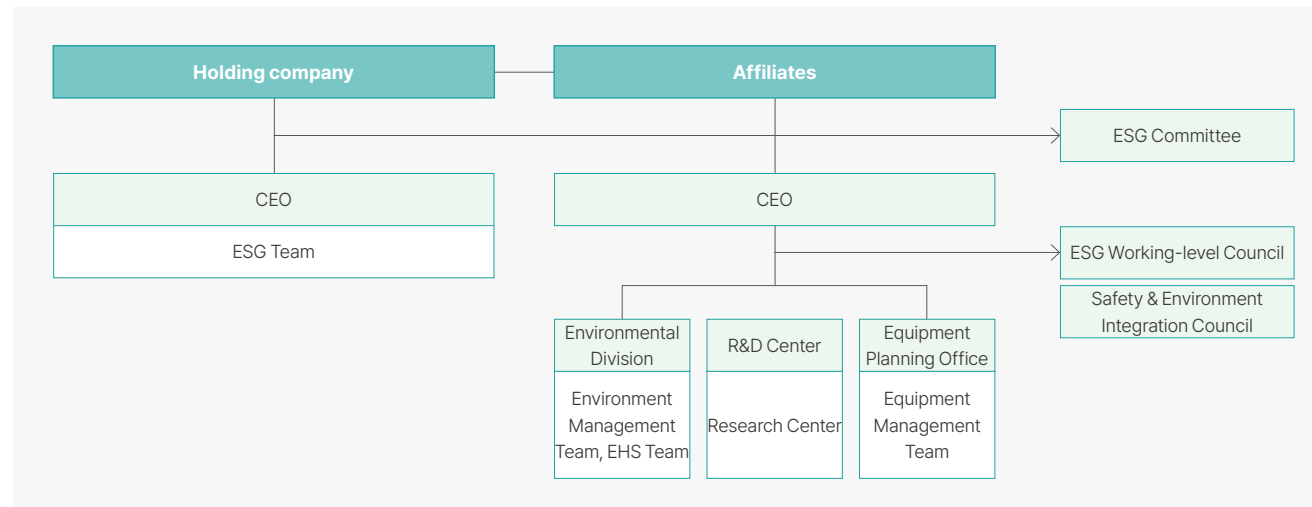 Holding company
Affiliates
ESG Committee
CEO
CEO
ESG Team
ESG Working-level Council
Safety & Environment
Integration Council
Environmental
Division
R&D Center
Equipment
Planning Office
Environment
Management
Team, EHS Team
Research Center
Equipment
Management
Team